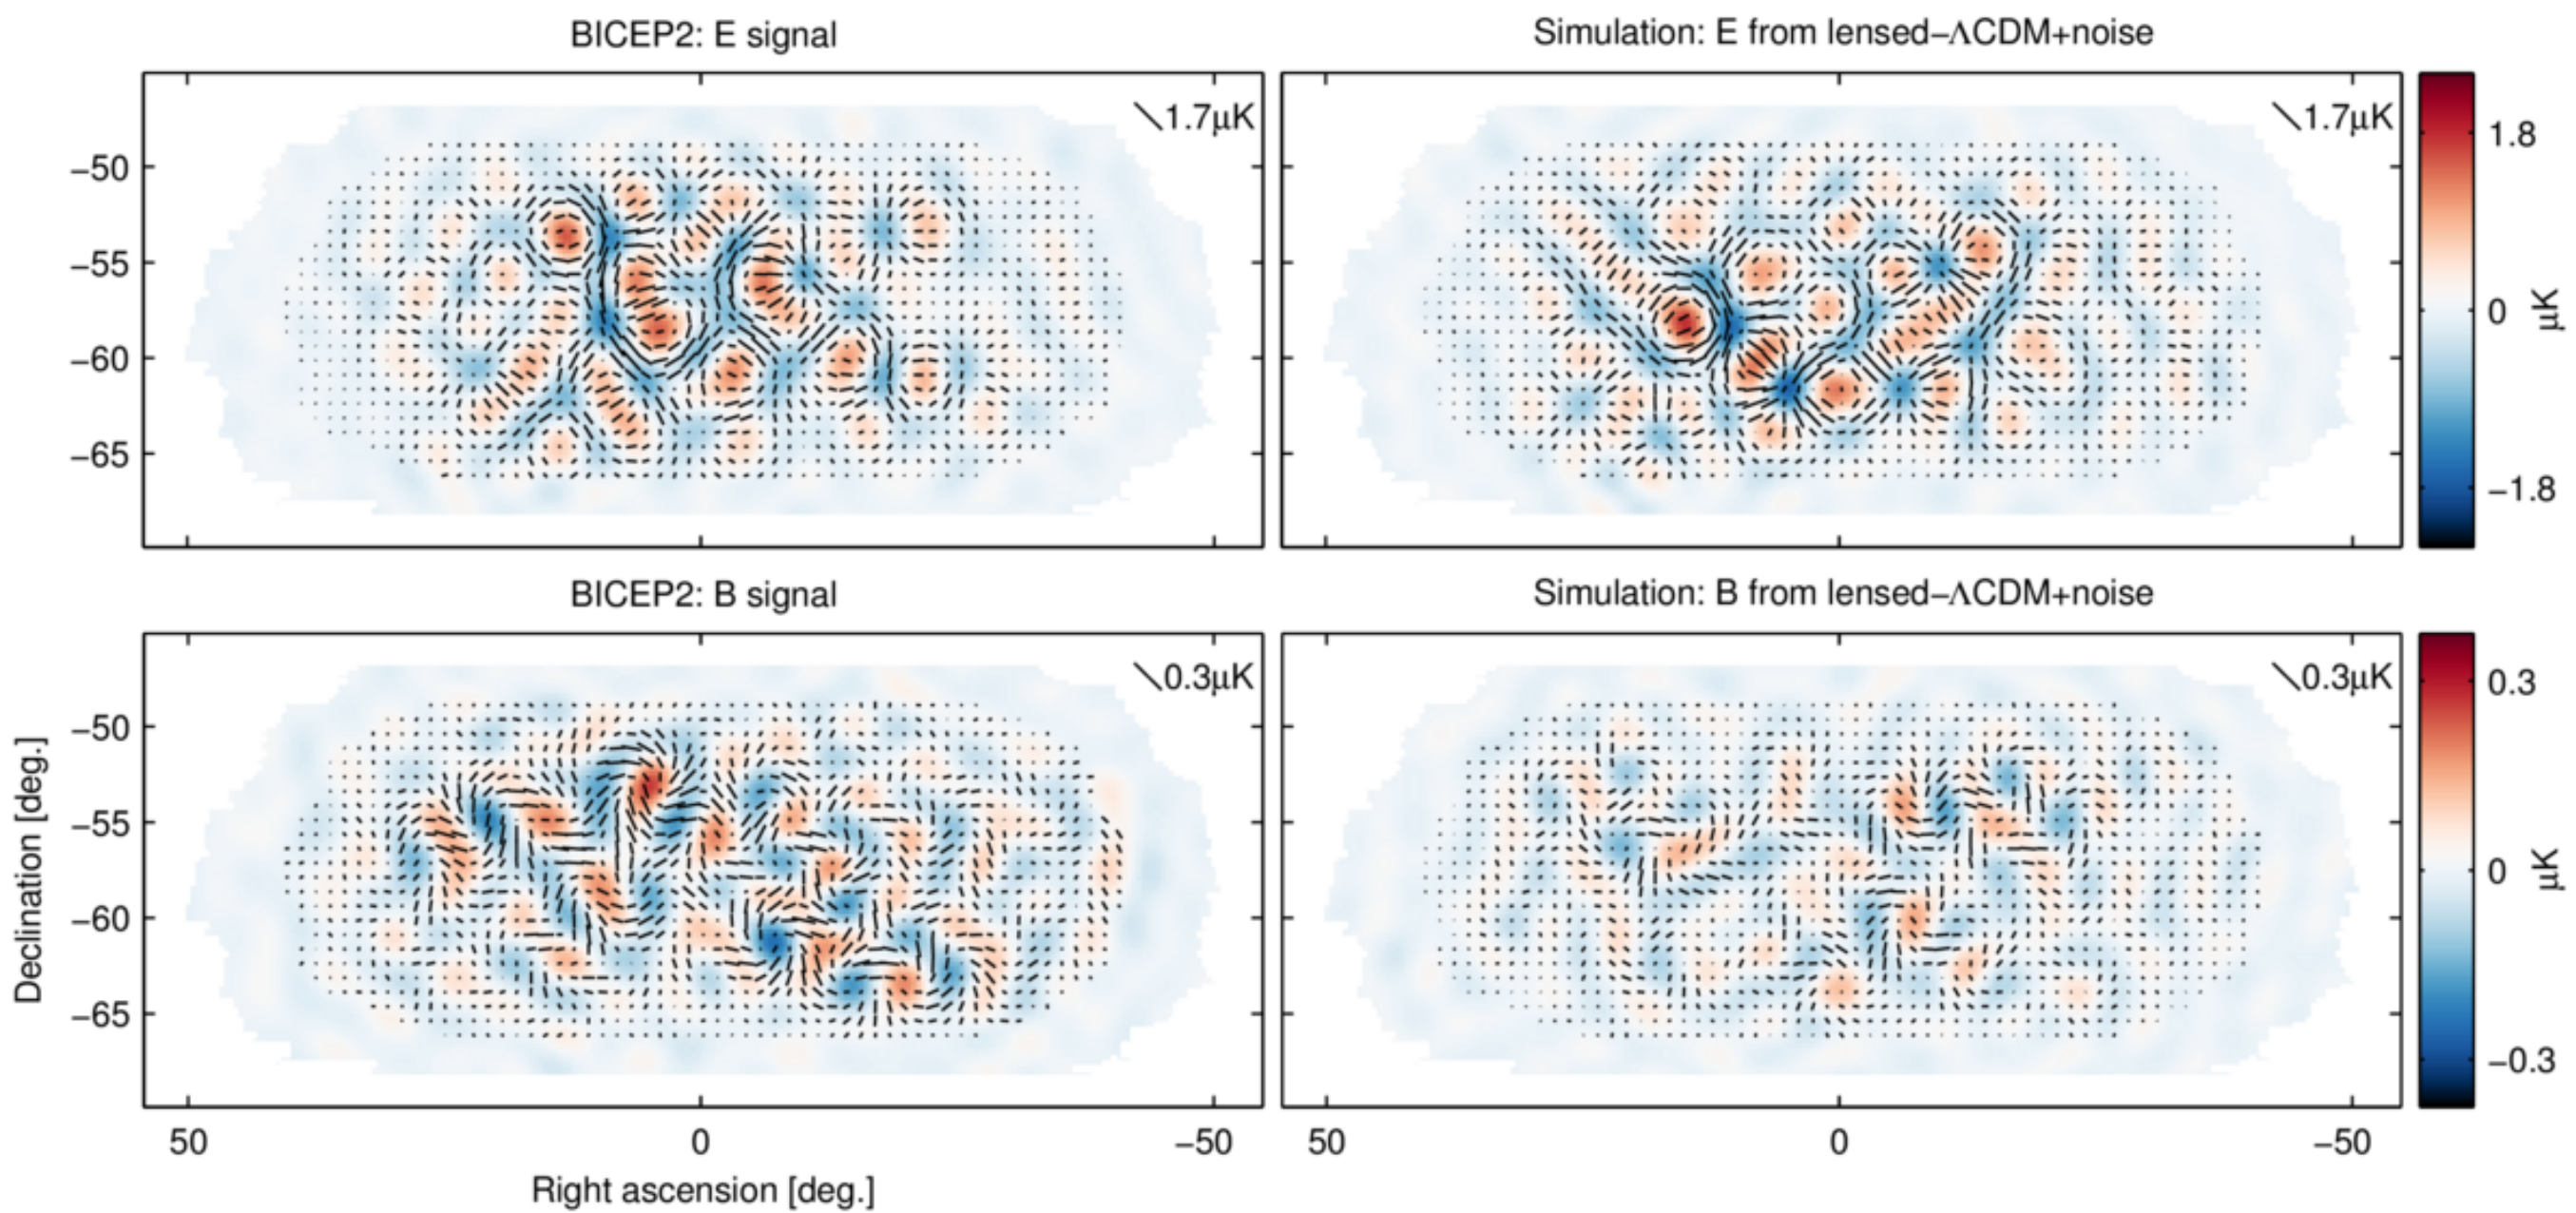 BICEP2: E signal
Simulation: E from lensed−ΛCDM+noise
1.7μK
1.7μK
−50
−55
−60
−65
1.8
0
−1.8
μK
BICEP2: B signal
Simulation: B from lensed−ΛCDM+noise
0.3μK
0.3μK
−50
−55
−60
−65
Declination [deg.]
0.3
0
−0.3
μK
50
0
−50
50
0
−50
Right ascension [deg.]